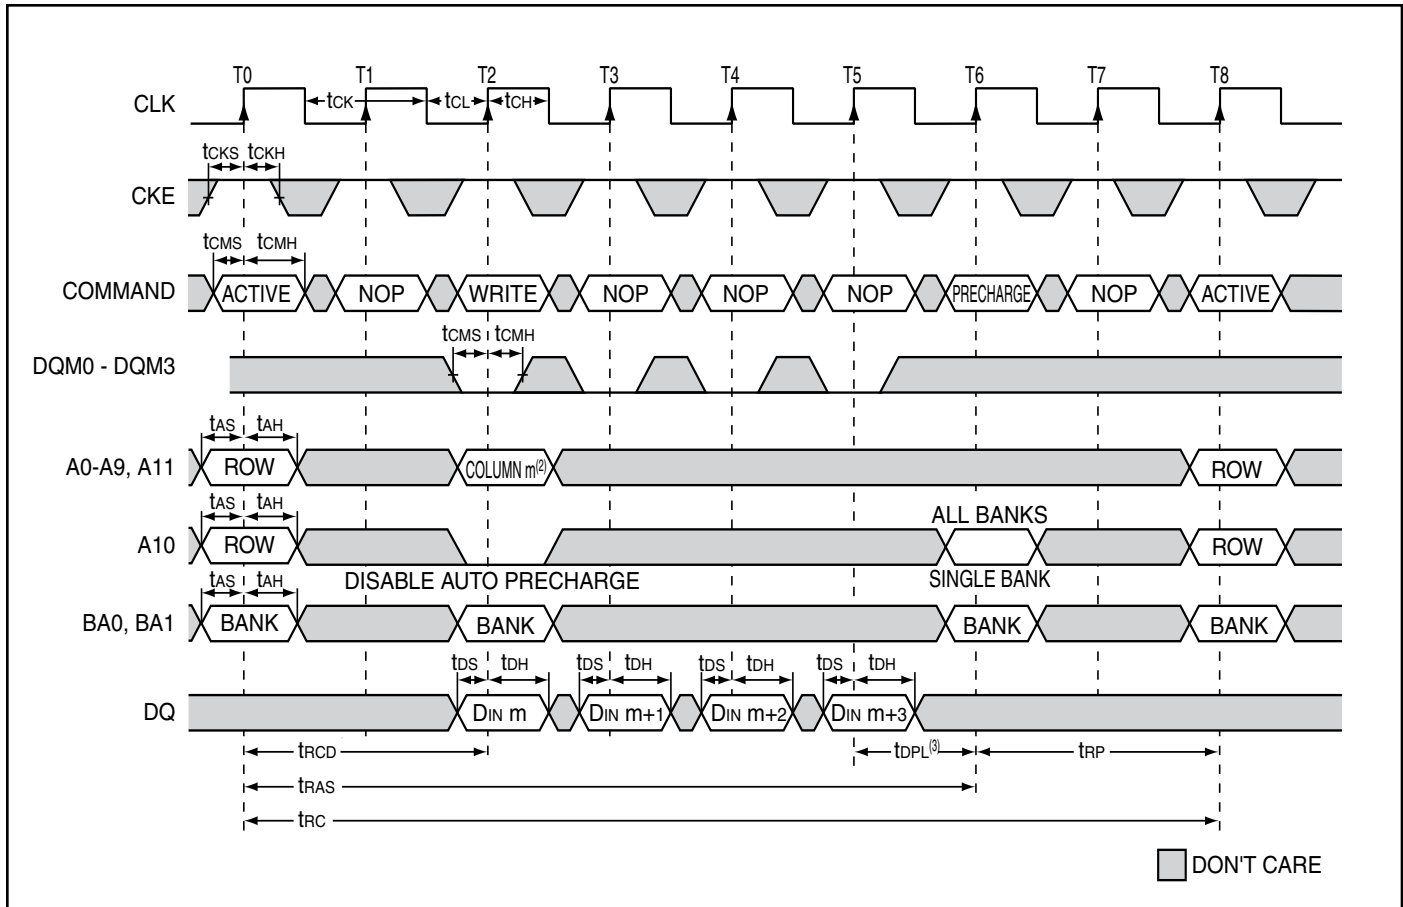 T0 T1 T2 T3 T4 T5 T6 T7 T8
CLK tCK tCL tCH
tCKS tCKH
CKE
tCMS tCMH
COMMAND ACTIVE NOP WRITE NOP NOP NOP PRECHARGE NOP ACTIVE
tCMS tCMH
DQM0 - DQM3
tAS tAH
A0-A9, A11 ROW COLUMN m(2) ROW
tAS tAH ALL BANKS
A10 ROW ROW
tAS tAH DISABLE AUTO PRECHARGE SINGLE BANK
BA0, BA1 BANK BANK BANK BANK
tDS tDH tDS tDH tDS tDH tDS tDH
DQ DIN m DIN m+1 DIN m+2 DIN m+3
tRCD tDPL(3) tRP
tRAS
tRC
DON'T CARE